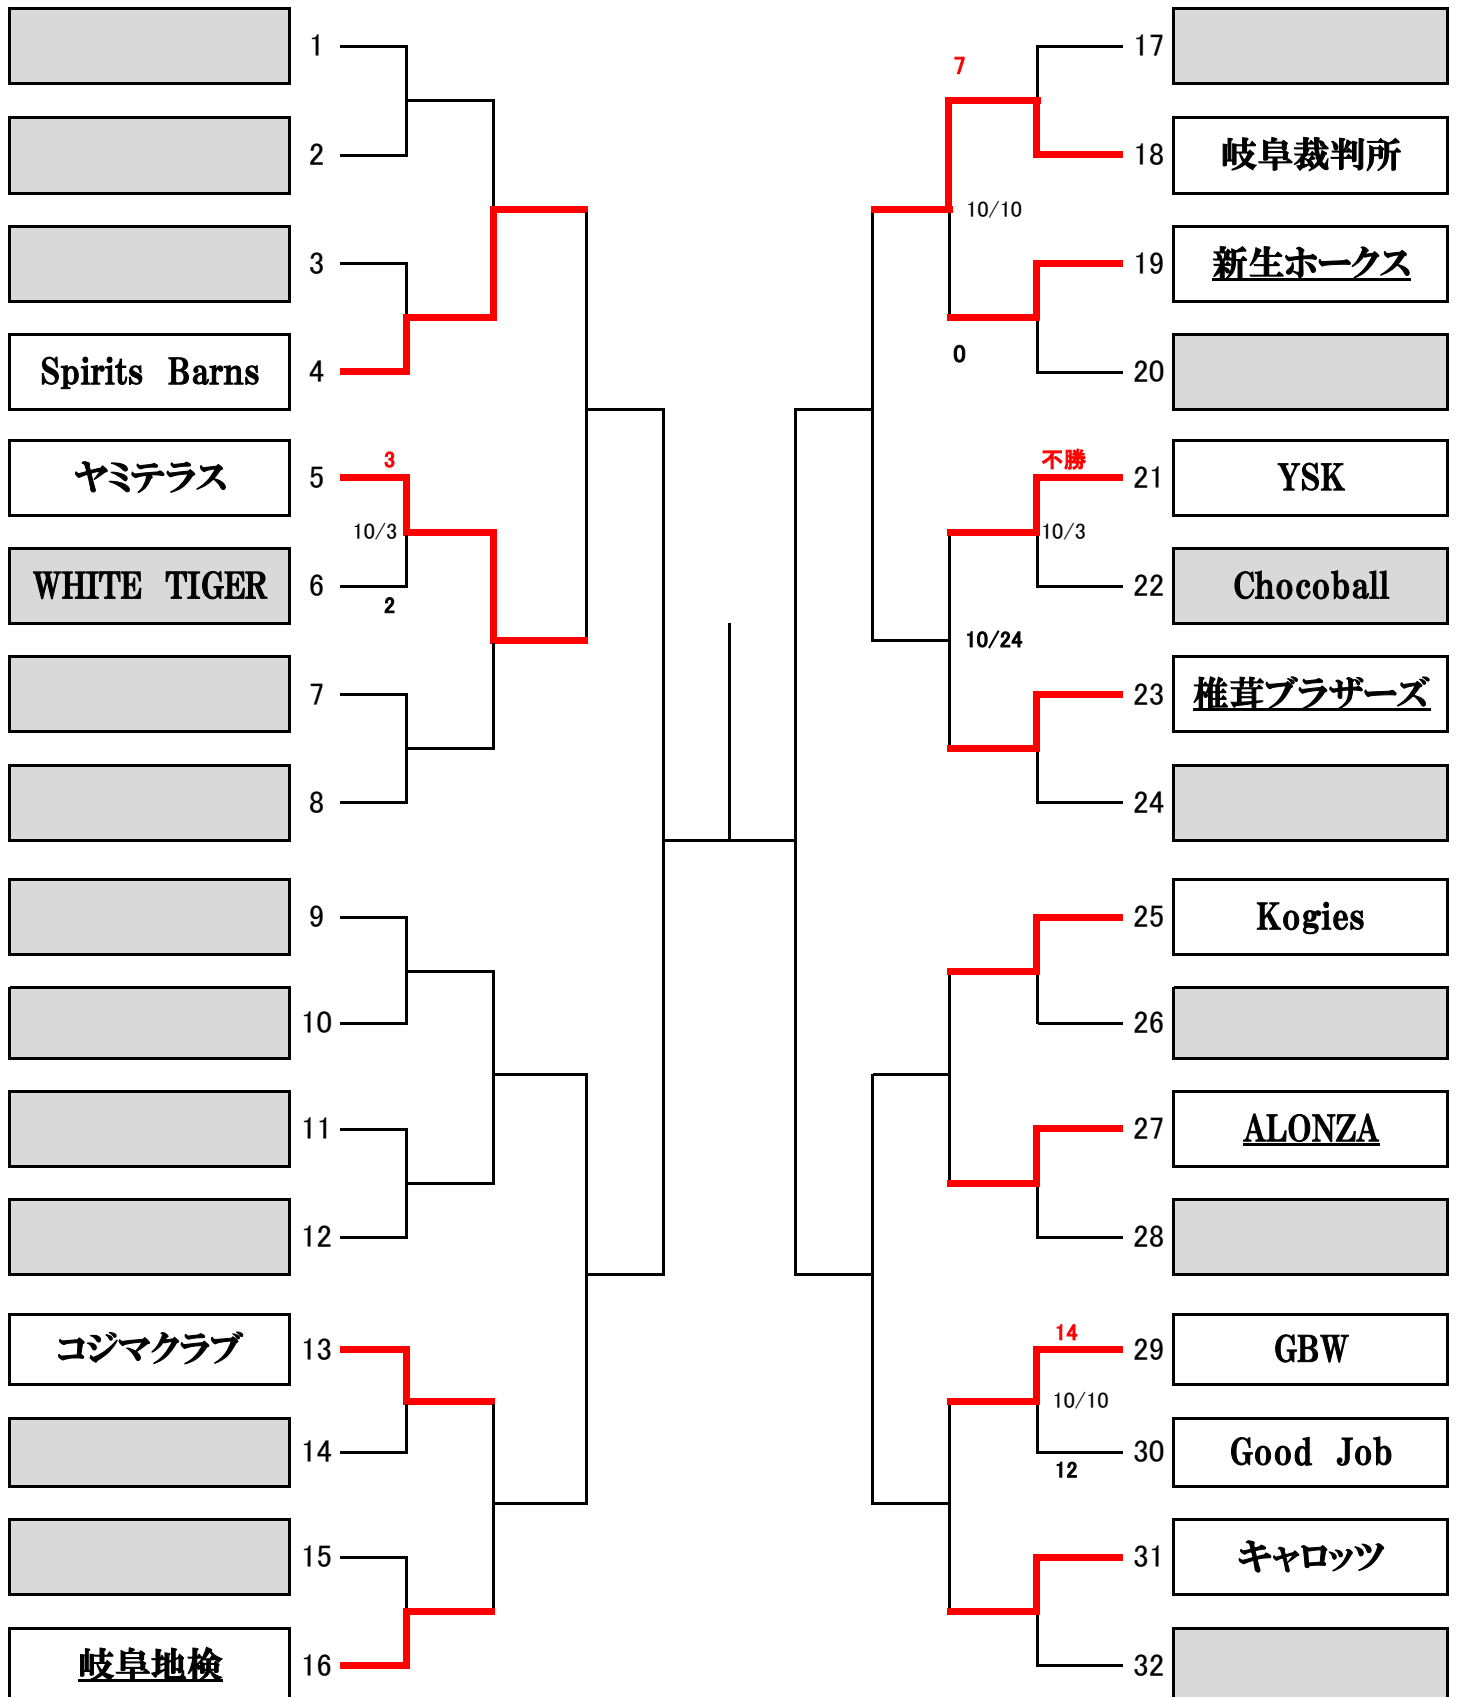 1
2
3
Spirits Barns 4
ヤミテラス 5
3
10/3
WHITE TIGER 6
2
7
8
9
10
11
12
コジマクラブ 13
14
15
岐阜地検 16
17
7
18 岐阜裁判所
10/10
19 新生ホークス
0
20
不勝
21 YSK
10/3
22 Chocoball
10/24
23 椎茸ブラザーズ
24
25 Kogies
26
27 ALONZA
28
14
29 GBW
10/10
30 Good Job
12
31 キャロッツ
32